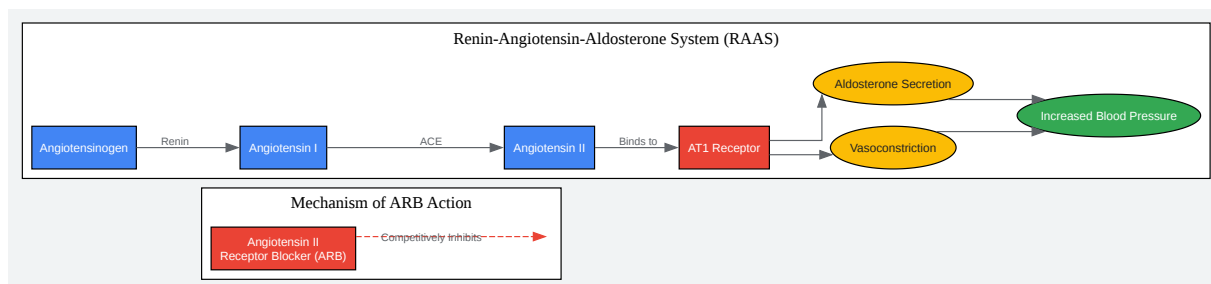 Renin-Angiotensin-Aldosterone System (RAAS)
Aldosterone Secretion
Increased Blood Pressure
Angiotensinogen
Renin
Angiotensin I
ACE
Angiotensin II
Binds to
AT1 Receptor
Vasoconstriction
Mechanism of ARB Action
Angiotensin II
Receptor Blocker (ARB)
Competitively Inhibits